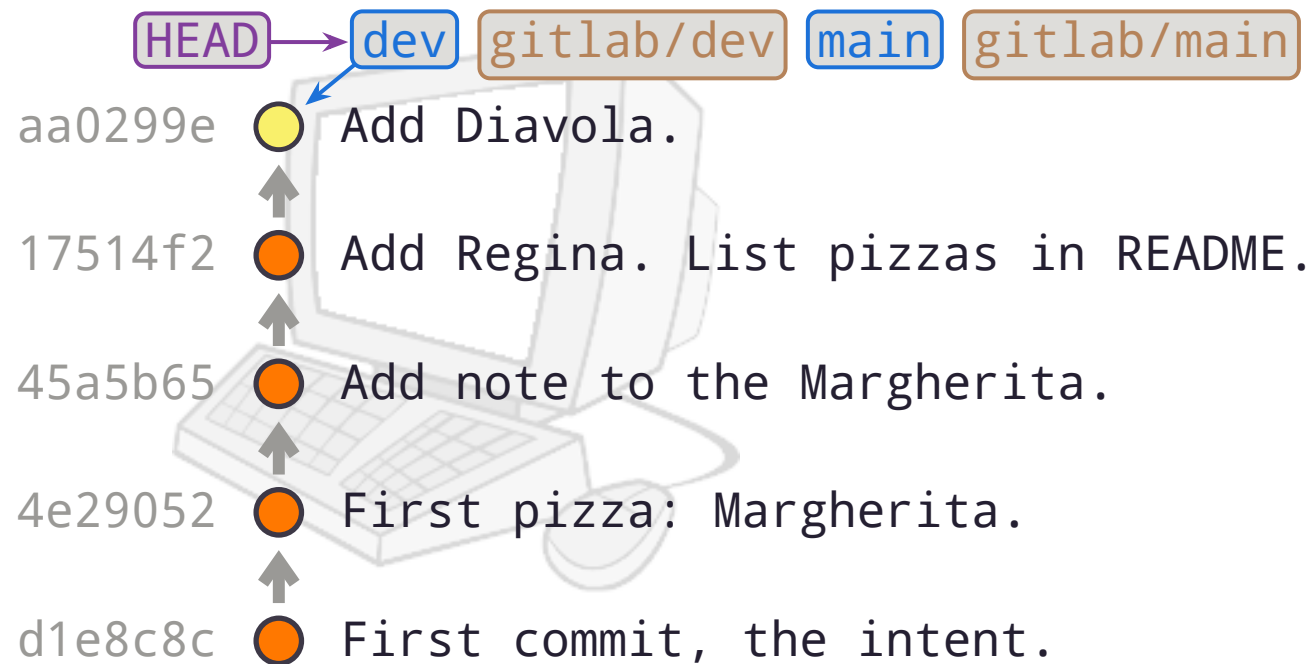 HEAD dev gitlab/dev main gitlab/main
aa0299e Add Diavola.
17514f2 Add Regina. List pizzas in README.
45a5b65 Add note to the Margherita.
4e29052 First pizza: Margherita.
d1e8c8c First commit, the intent.